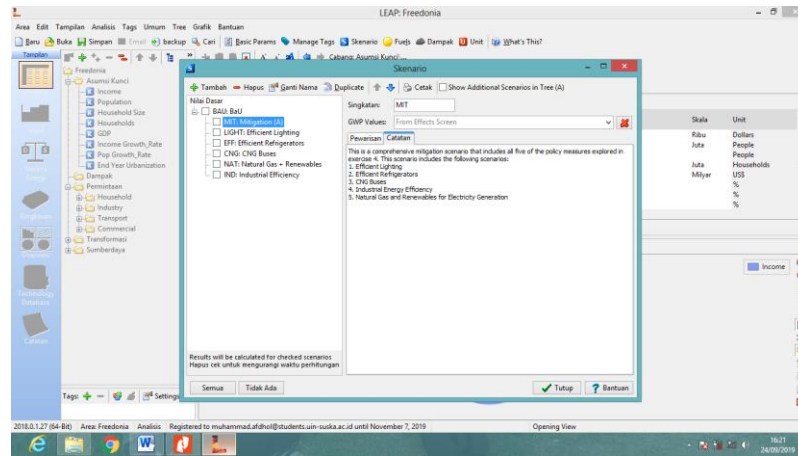 LEAP: Freedonia
Area Edit Tampilan Analisis Tags Umum Tree Grafik Bantuan
Baru Buka Simpan Email backup Cari Basic Params Manage Tags Skenario Fuels Dampak Unit What's This?
Tampilan
Cabang: Asumsi Kunci
Freedonia
Asumsi Kunci
Income
Population
Household Size
Households
GDP
Income Growth_Rate
Pop Growth_Rate
End Year Urbanization
Dampak
Permintaan
Household
Industry
Transport
Commercial
Transformasi
Sumberdaya
Technology
Database
Catatan
Tags:
Settings
Skenario
Tambah Hapus Ganti Nama Duplicate Cetak Show Additional Scenarios in Tree (A)
Nilai Dasar
BAU: BaU
MIT: Mitigation (A)
LIGHT: Efficient Lighting
EFF: Efficient Refrigerators
CNG: CNG Buses
NAT: Natural Gas + Renewables
IND: Industrial Efficiency
Results will be calculated for checked scenarios
Hapus cek untuk mengurangi waktu perhitungan
Semua Tidak Ada
Singkatan: MIT
GWP Values: From Effects Screen
Pewarisan Catatan
This is a comprehensive mitigation scenario that includes all five of the policy measures explored in
exercise 4. This scenario includes the following scenarios:
1. Efficient Lighting
2. Efficient Refrigerators
3. CNG Buses
4. Industrial Energy Efficiency
5. Natural Gas and Renewables for Electricity Generation
Tutup Bantuan
Skala Unit
Ribu Dollars
Juta People
People
Juta Households
Milyar US$
%
%
%
Income
2018.0.1.27 (64-Bit) Area: Freedonia Analisis Registered to muhammad.afdhol@students.uin-suska.ac.id until November 7, 2019 Opening View
16:21
24/09/2019